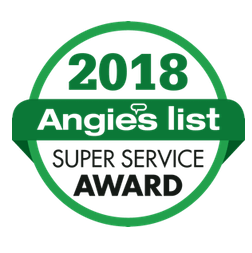 2018
Angie's list
SUPER SERVICE
AWARD